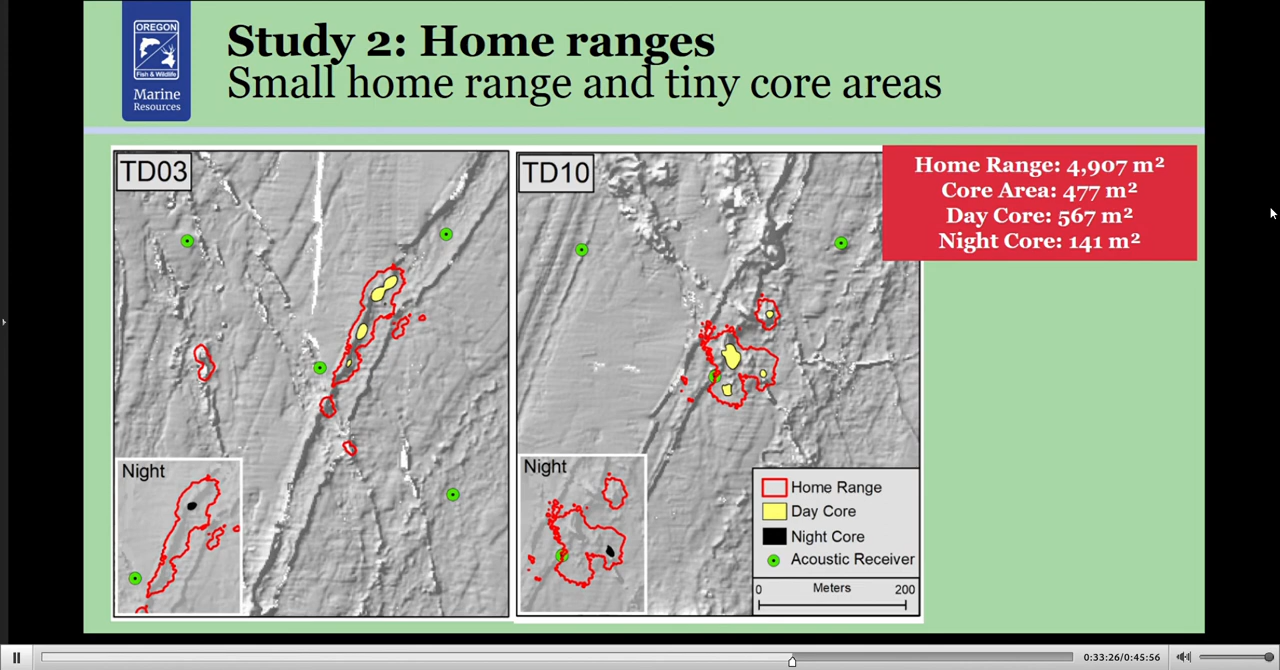 OREGON
Fish & Wildlife
Marine
Resources
Study 2: Home ranges
Small home range and tiny core areas
TD03
Night
TD10
Night
Home Range: 4,907 m²
Core Area: 477 m²
Day Core: 567 m²
Night Core: 141 m²
Home Range
Day Core
Night Core
Acoustic Receiver
Meters
0 200
0:33:26/0:45:56